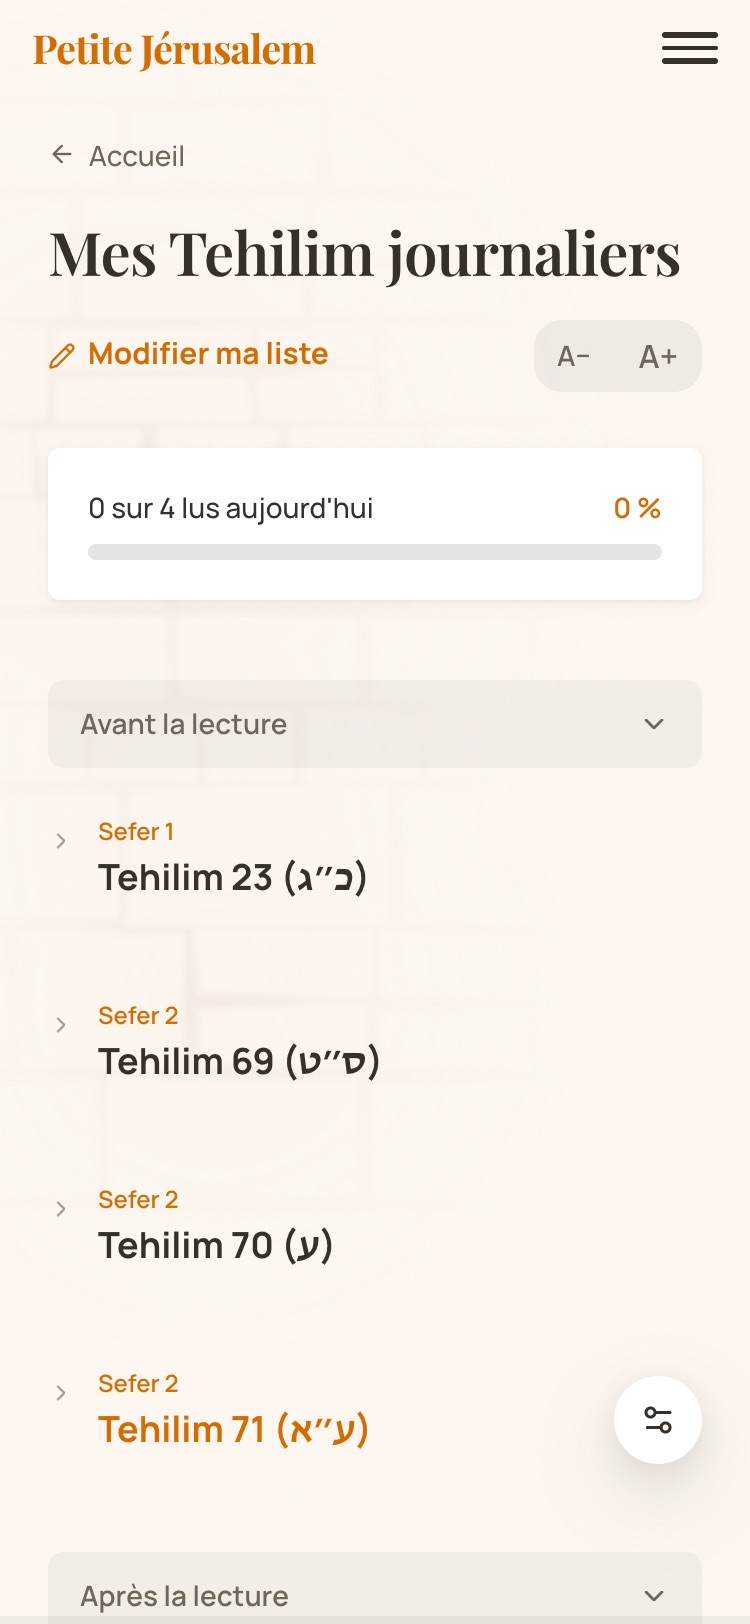 Petite Jérusalem
Accueil
Mes Tehilim journaliers
Modifier ma liste
A− A+
0 sur 4 lus aujourd'hui 0 %
Avant la lecture
Sefer 1
Tehilim 23 (כ״ג)
Sefer 2
Tehilim 69 (ס״ט)
Sefer 2
Tehilim 70 (ע)
Sefer 2
Tehilim 71 (ע״א)
Après la lecture